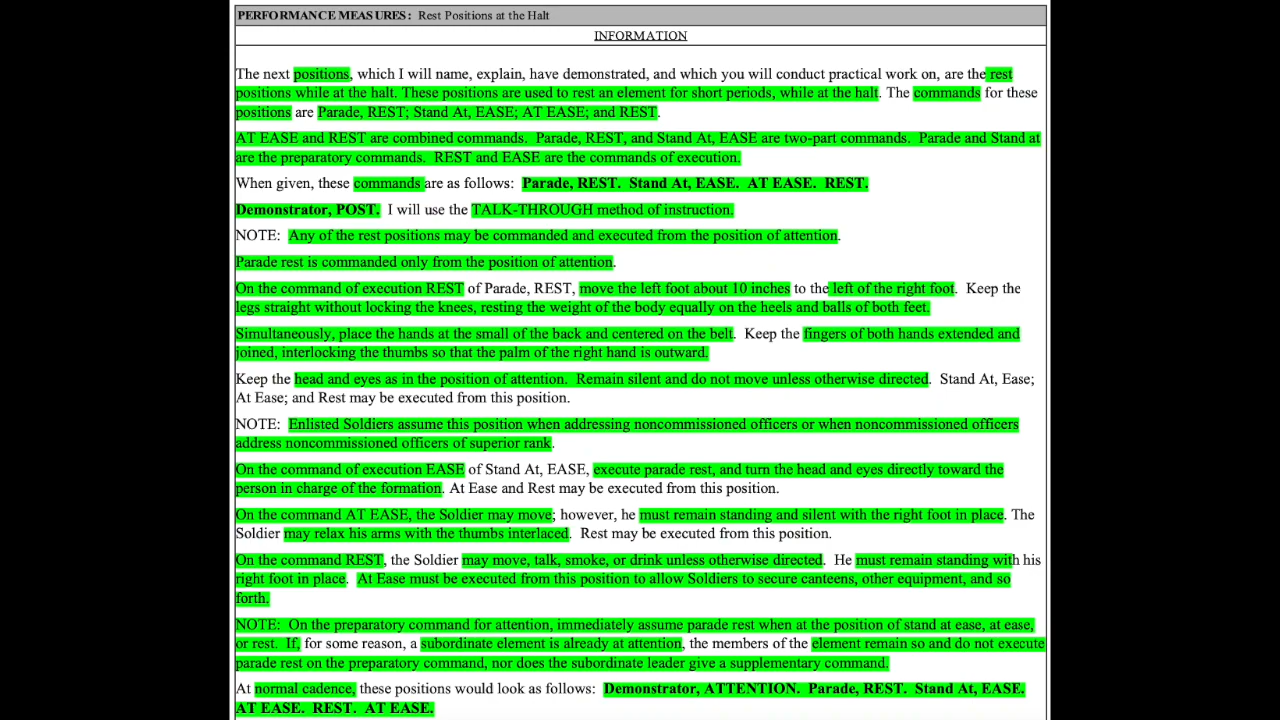 PERFORMANCE MEASURES: Rest Positions at the Halt
INFORMATION
The next positions, which I will name, explain, have demonstrated, and which you will conduct practical work on, are the rest
positions while at the halt. These positions are used to rest an element for short periods, while at the halt. The commands for these
positions are Parade, REST; Stand At, EASE; AT EASE; and REST.
AT EASE and REST are combined commands. Parade, REST, and Stand At, EASE are two-part commands. Parade and Stand at
are the preparatory commands. REST and EASE are the commands of execution.
When given, these commands are as follows: Parade, REST. Stand At, EASE. AT EASE. REST.
Demonstrator, POST. I will use the TALK-THROUGH method of instruction.
NOTE: Any of the rest positions may be commanded and executed from the position of attention.
Parade rest is commanded only from the position of attention.
On the command of execution REST of Parade, REST, move the left foot about 10 inches to the left of the right foot. Keep the
legs straight without locking the knees, resting the weight of the body equally on the heels and balls of both feet.
Simultaneously, place the hands at the small of the back and centered on the belt. Keep the fingers of both hands extended and
joined, interlocking the thumbs so that the palm of the right hand is outward.
Keep the head and eyes as in the position of attention. Remain silent and do not move unless otherwise directed. Stand At, Ease;
At Ease; and Rest may be executed from this position.
NOTE: Enlisted Soldiers assume this position when addressing noncommissioned officers or when noncommissioned officers
address noncommissioned officers of superior rank.
On the command of execution EASE of Stand At, EASE, execute parade rest, and turn the head and eyes directly toward the
person in charge of the formation. At Ease and Rest may be executed from this position.
On the command AT EASE, the Soldier may move; however, he must remain standing and silent with the right foot in place. The
Soldier may relax his arms with the thumbs interlaced. Rest may be executed from this position.
On the command REST, the Soldier may move, talk, smoke, or drink unless otherwise directed. He must remain standing with his
right foot in place. At Ease must be executed from this position to allow Soldiers to secure canteens, other equipment, and so
forth.
NOTE: On the preparatory command for attention, immediately assume parade rest when at the position of stand at ease, at ease,
or rest. If, for some reason, a subordinate element is already at attention, the members of the element remain so and do not execute
parade rest on the preparatory command, nor does the subordinate leader give a supplementary command.
At normal cadence, these positions would look as follows: Demonstrator, ATTENTION. Parade, REST. Stand At, EASE.
AT EASE. REST. AT EASE.